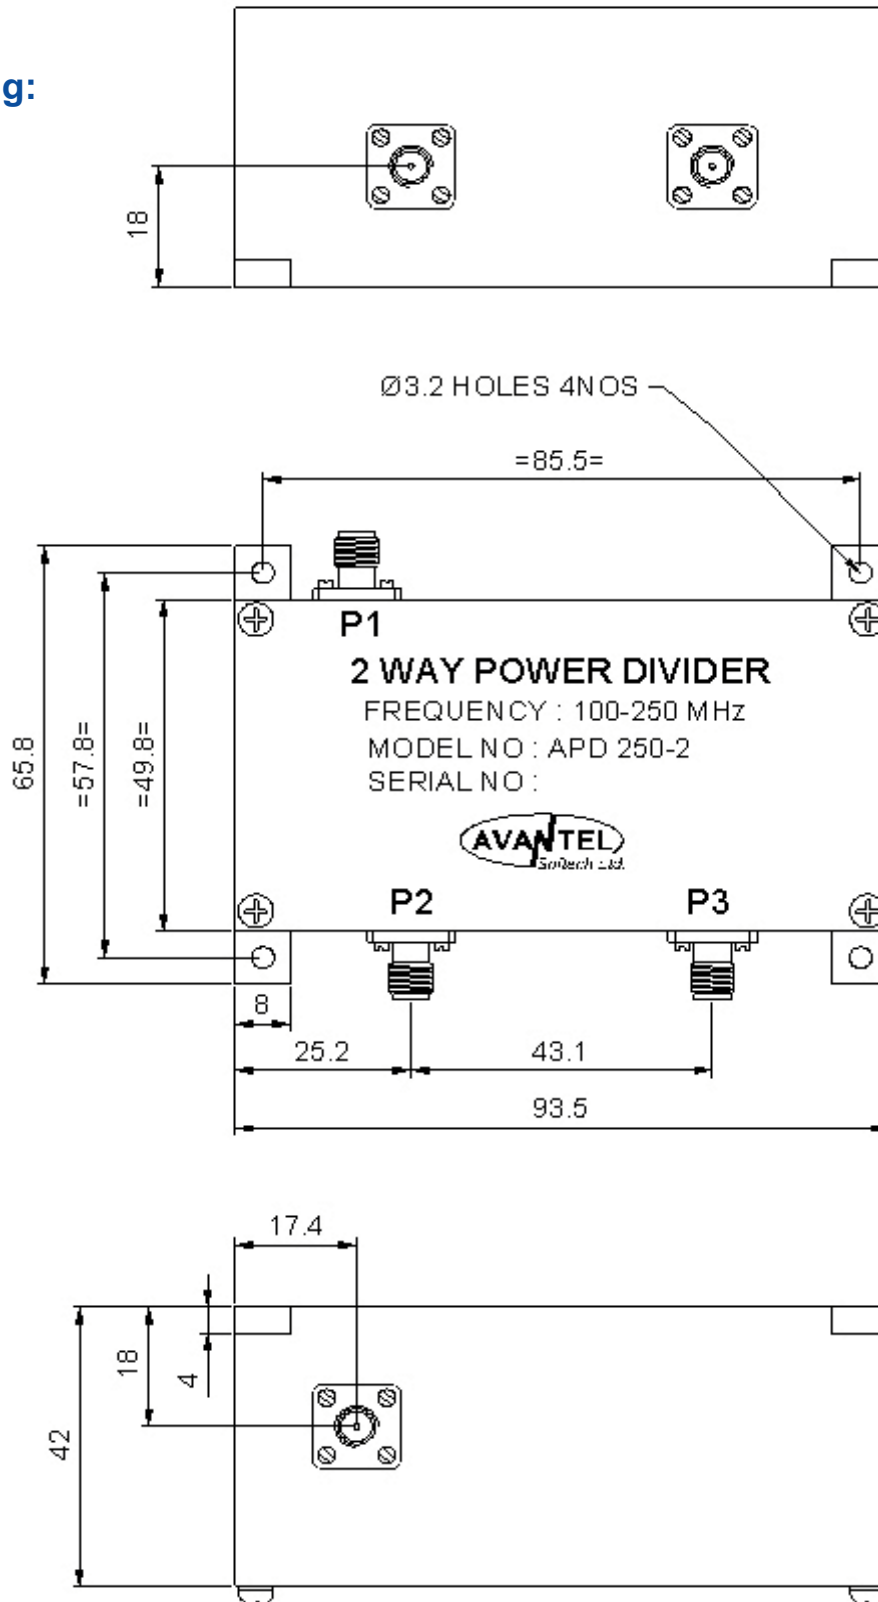 g:
18
Ø3.2 HOLES 4NOS
=85.5=
65.8
=57.8=
=49.8=
P1
2 WAY POWER DIVIDER
FREQUENCY : 100-250 MHz
MODEL NO : APD 250-2
SERIAL NO :
AVANTEL
Softech Ltd.
P2
P3
8
25.2
43.1
93.5
17.4
18
4
42